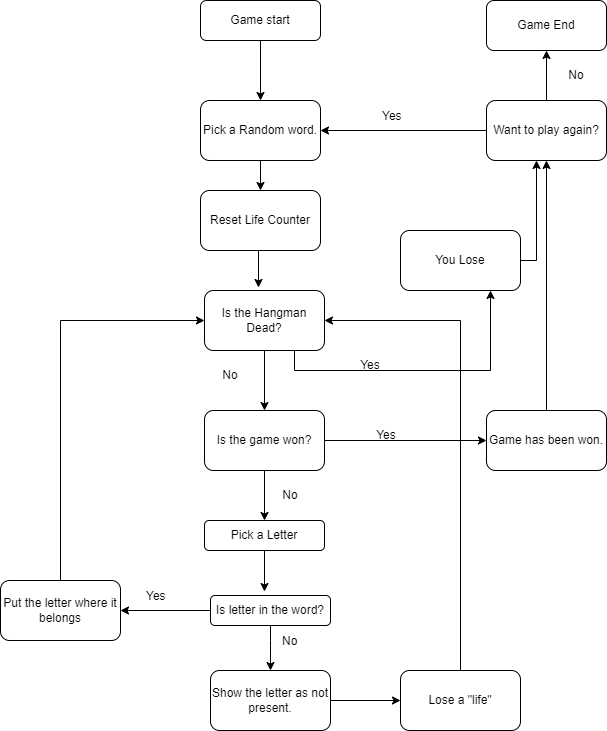 Game start
Game End
No
Pick a Random word.
Yes
Want to play again?
Reset Life Counter
You Lose
Is the Hangman
Dead?
Yes
No
Is the game won?
Yes
Game has been won.
No
Pick a Letter
Put the letter where it
belongs
Yes
Is letter in the word?
No
Show the letter as not
present.
Lose a "life"